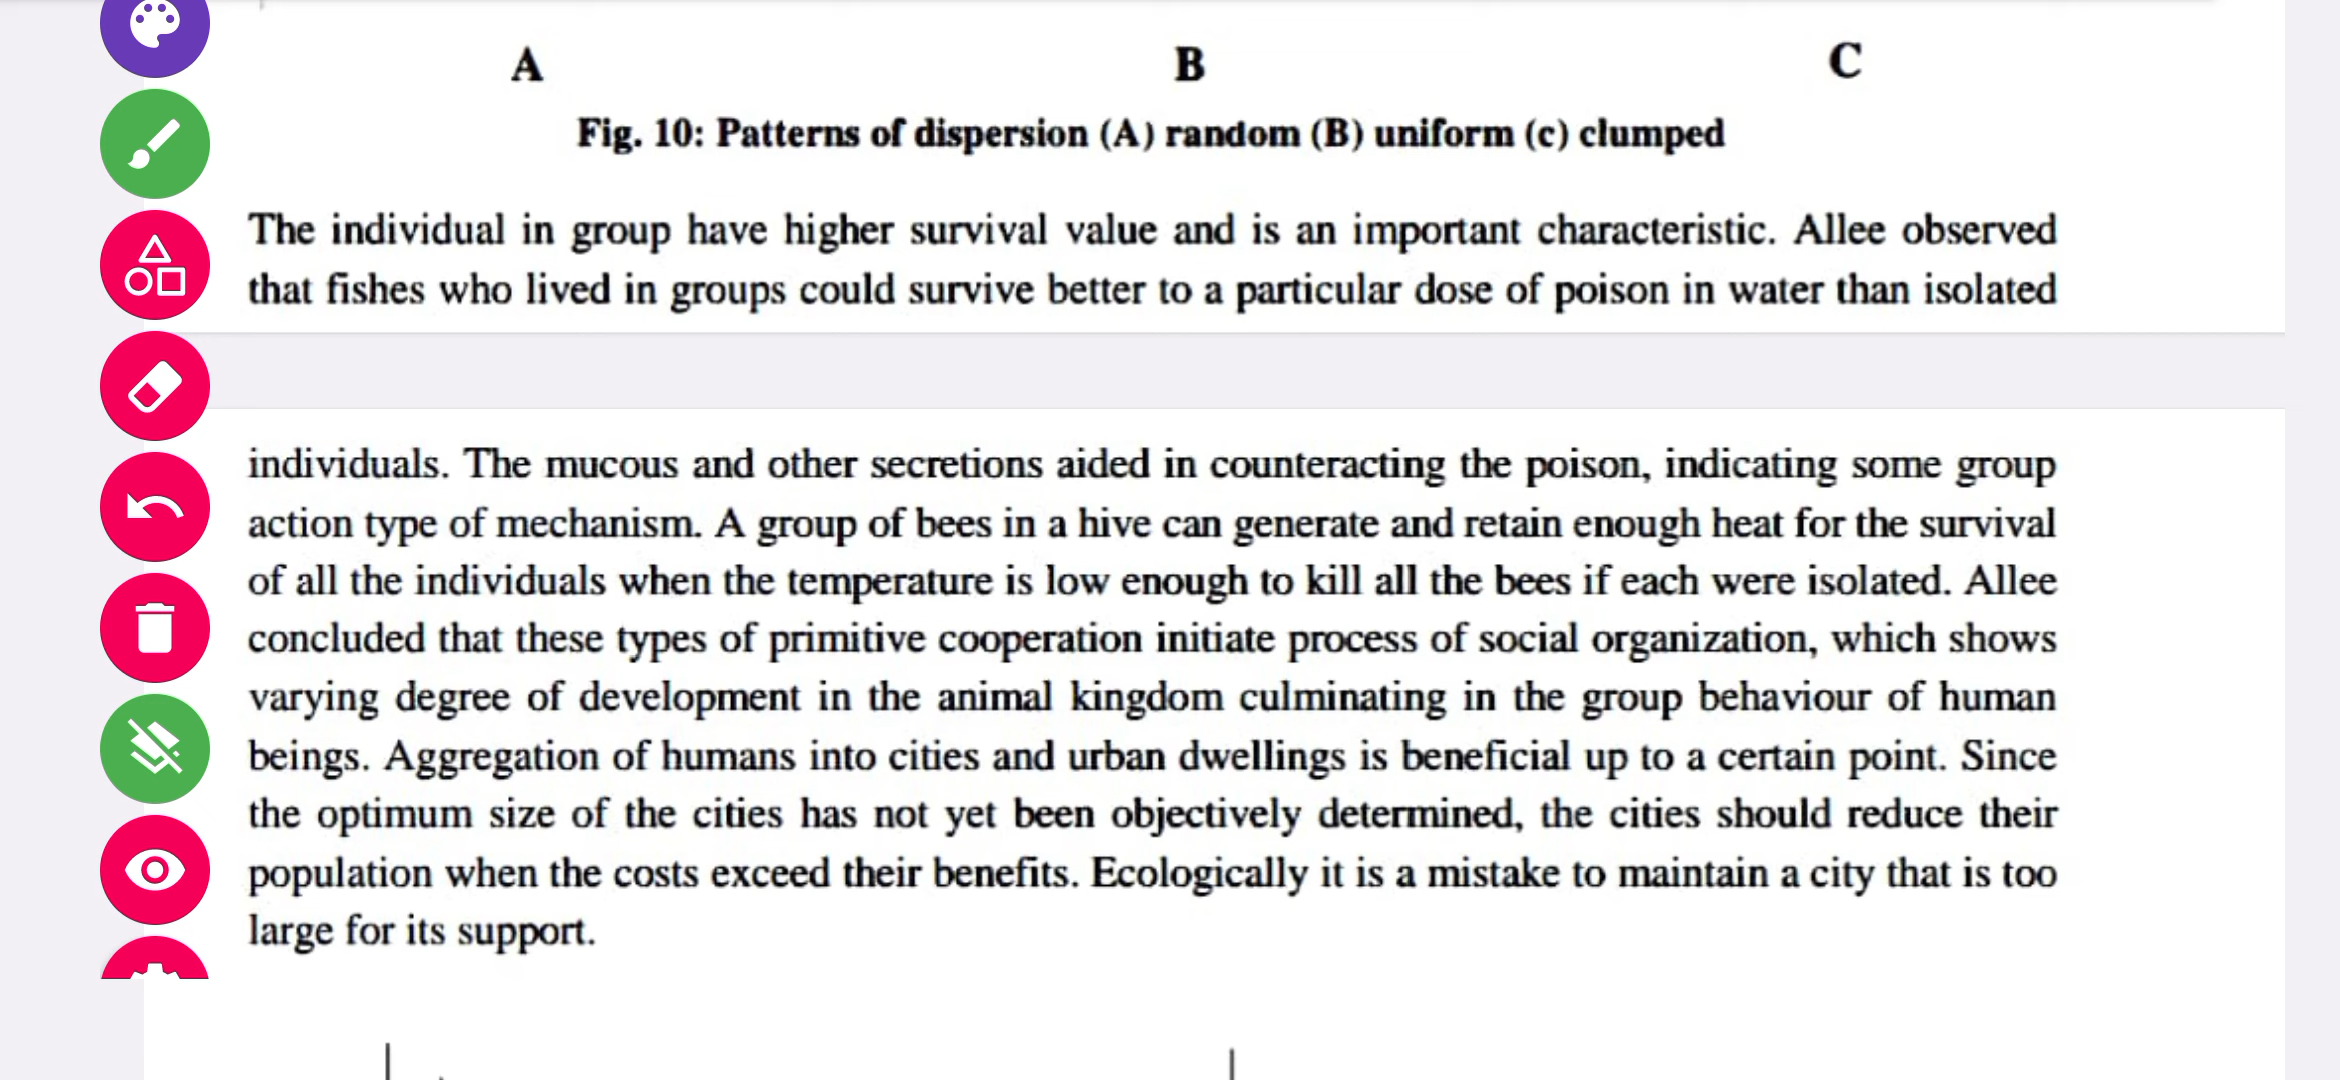 A B C
Fig. 10: Patterns of dispersion (A) random (B) uniform (c) clumped
The individual in group have higher survival value and is an important characteristic. Allee observed
that fishes who lived in groups could survive better to a particular dose of poison in water than isolated
individuals. The mucous and other secretions aided in counteracting the poison, indicating some group
action type of mechanism. A group of bees in a hive can generate and retain enough heat for the survival
of all the individuals when the temperature is low enough to kill all the bees if each were isolated. Allee
concluded that these types of primitive cooperation initiate process of social organization, which shows
varying degree of development in the animal kingdom culminating in the group behaviour of human
beings. Aggregation of humans into cities and urban dwellings is beneficial up to a certain point. Since
the optimum size of the cities has not yet been objectively determined, the cities should reduce their
population when the costs exceed their benefits. Ecologically it is a mistake to maintain a city that is too
large for its support.